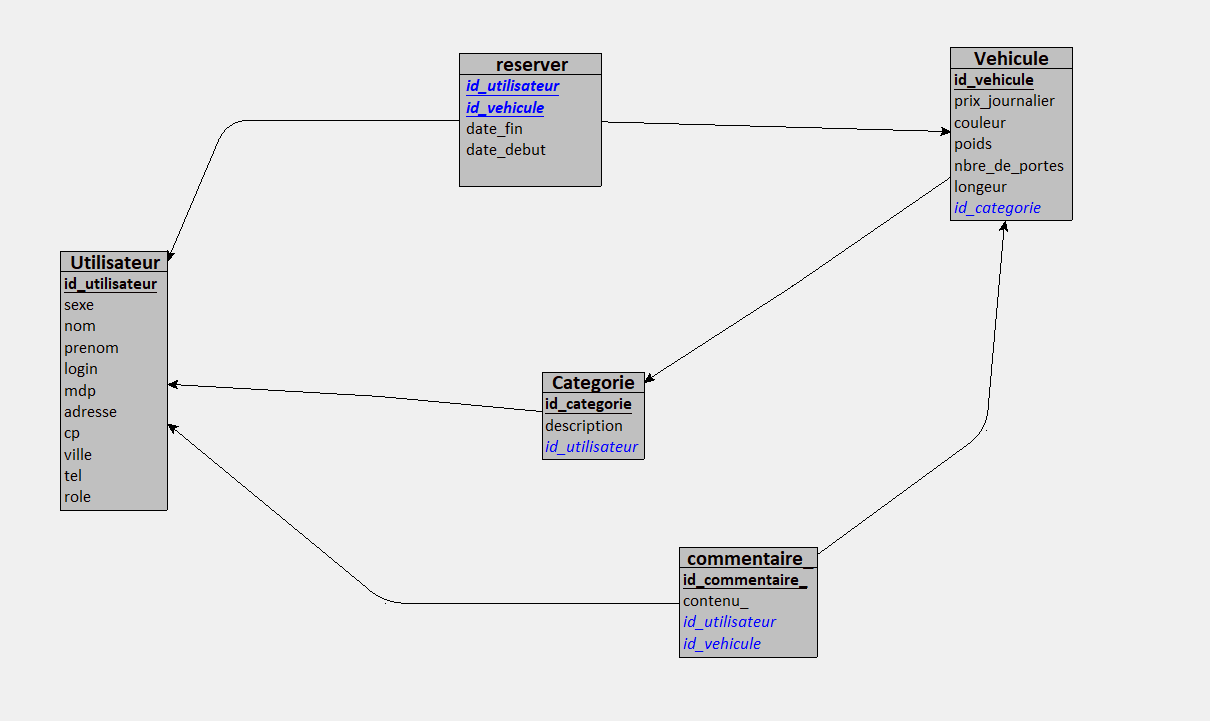 reserver
id_utilisateur
id_vehicule
date_fin
date_debut
Vehicule
id_vehicule
prix_journalier
couleur
poids
nbre_de_portes
longeur
id_categorie
Utilisateur
id_utilisateur
sexe
nom
prenom
login
mdp
adresse
cp
ville
tel
role
Categorie
id_categorie
description
id_utilisateur
commentaire_
id_commentaire_
contenu_
id_utilisateur
id_vehicule